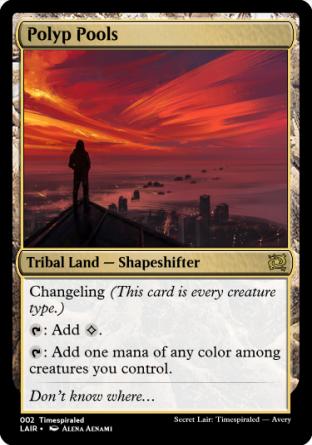 Polyp Pools
Tribal Land — Shapeshifter
Changeling (This card is every creature
type.)
: Add .
: Add one mana of any color among
creatures you control.
Don't know where…
002 Timespiraled
Secret Lair: Timespiraled — Avery
LAIR • Alena Aenami